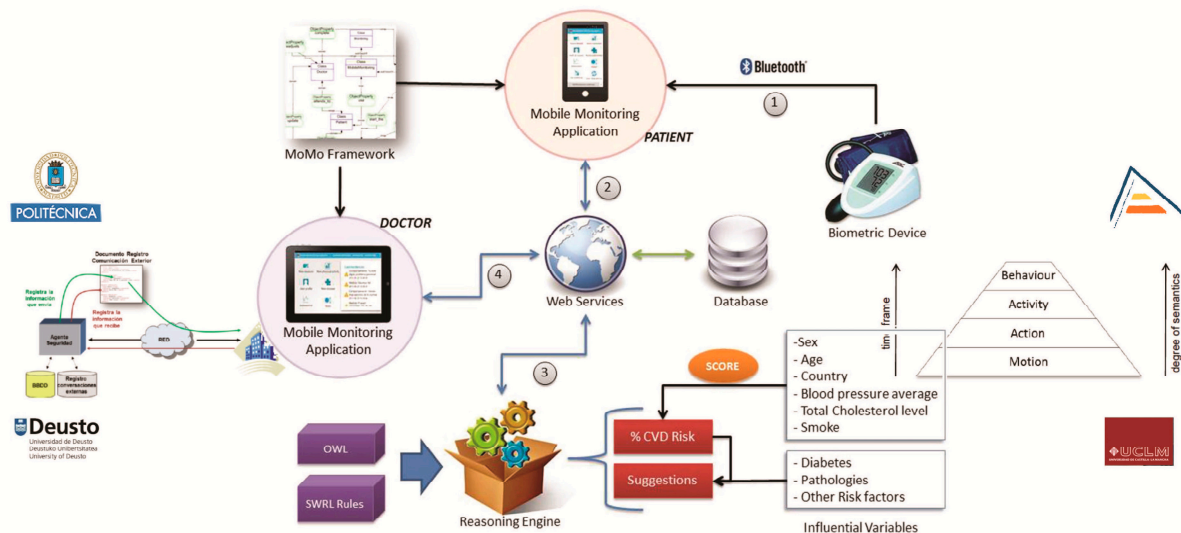 Bluetooth
1
Mobile Monitoring
Application
PATIENT
MoMo Framework
POLITÉCNICA
2
DOCTOR
Biometric Device
Documento Registro
Comunicación Exterior
Registra la
información
que envía
Registra la
información
que recibe
Agente
Seguridad
RED
BBDD
Registro
conversaciones
externas
4
Mobile Monitoring
Application
Web Services
Database
time frame
Behaviour
Activity
Action
Motion
degree of semantics
3
SCORE
-Sex
- Age
- Country
- Blood pressure average
- Total Cholesterol level
- Smoke
Deusto
Universidad de Deusto
Deustuko Unibertsitatea
University of Deusto
OWL
SWRL Rules
Reasoning Engine
% CVD Risk
Suggestions
- Diabetes
- Pathologies
- Other Risk factors
Influential Variables
UCLM